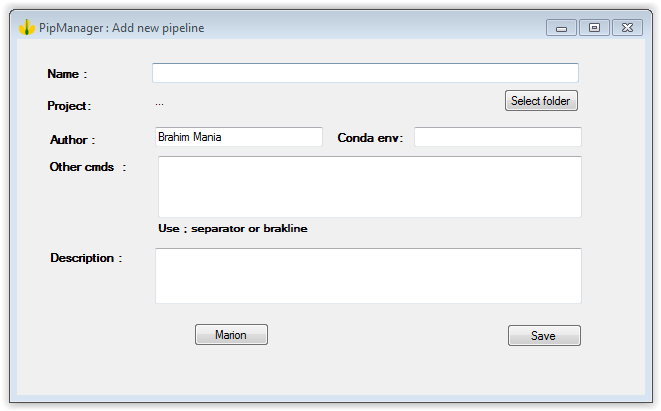 PipManager : Add new pipeline
Name :
Project: ... Select folder
Author : Brahim Mania Conda env:
Other cmds :
Use ; separator or brakline
Description :
Marion Save